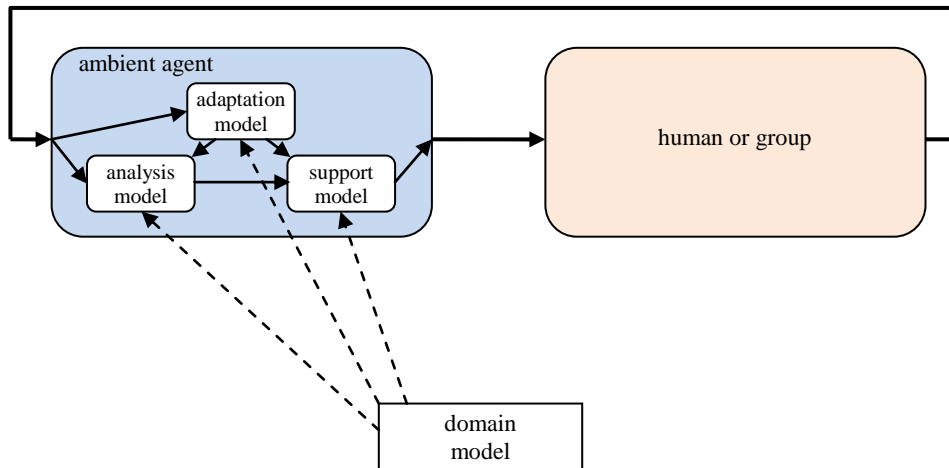 ambient agent
adaptation
model
analysis
model
support
model
human or group
domain
model